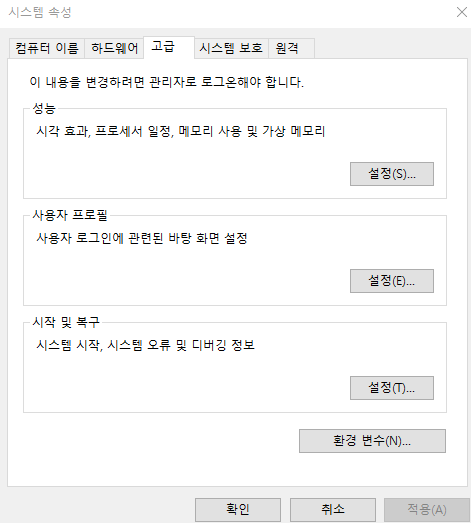 시스템 속성
컴퓨터 이름 하드웨어 고급 시스템 보호 원격
이 내용을 변경하려면 관리자로 로그온해야 합니다.
성능
시각 효과, 프로세서 일정, 메모리 사용 및 가상 메모리
설정(S)...
사용자 프로필
사용자 로그인에 관련된 바탕 화면 설정
설정(E)...
시작 및 복구
시스템 시작, 시스템 오류 및 디버깅 정보
설정(T)...
환경 변수(N)...
확인 취소 적용(A)